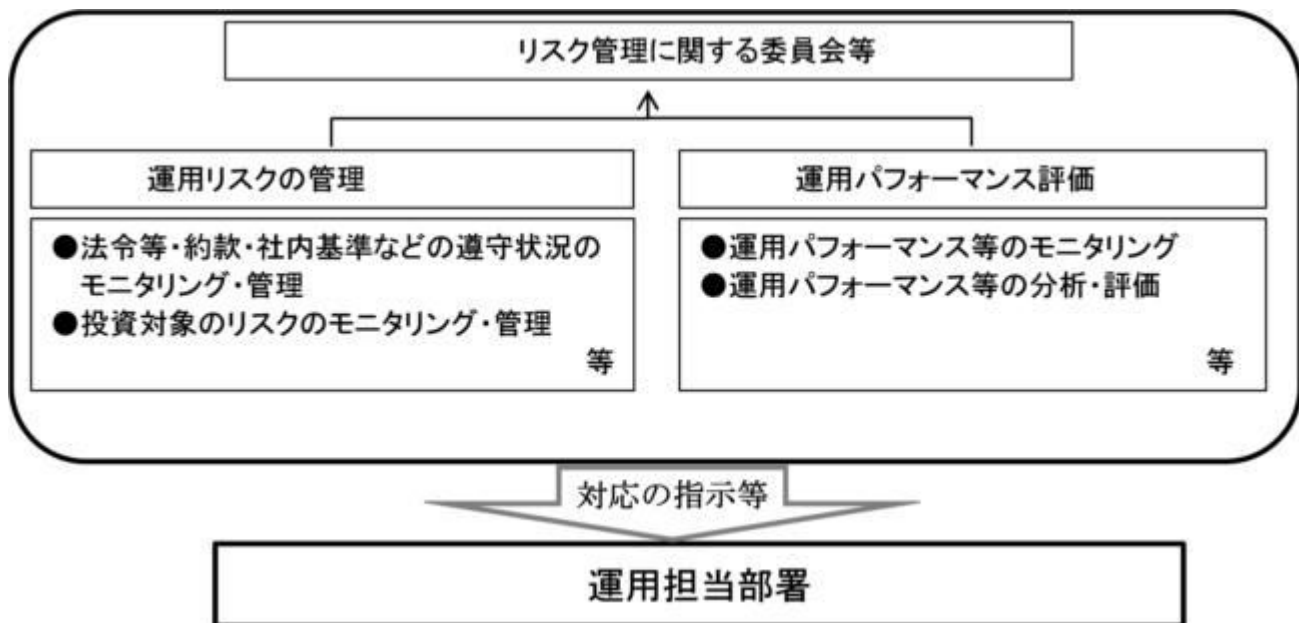 リスク管理に関する委員会等
運用リスクの管理
●法令等・約款・社内基準などの遵守状況の
モニタリング・管理
●投資対象のリスクのモニタリング・管理
等
運用パフォーマンス評価
●運用パフォーマンス等のモニタリング
●運用パフォーマンス等の分析・評価
等
対応の指示等
運用担当部署